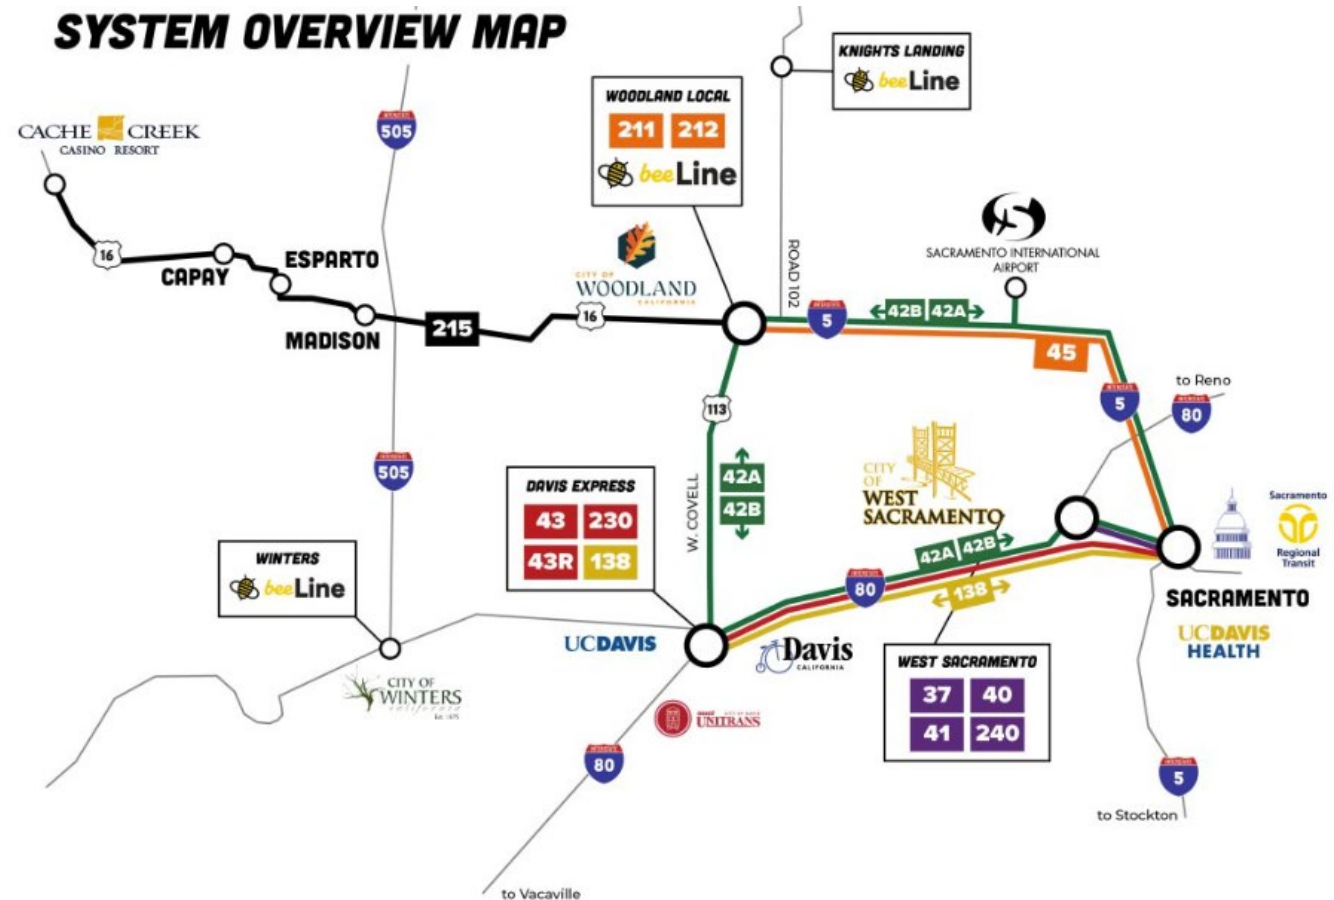 SYSTEM OVERVIEW MAP
KNIGHTS LANDING
beeLine
WOODLAND LOCAL
211 212
beeLine
505
CACHE CREEK
CASINO RESORT
16
CAPAY
ESPARTO
MADISON
215
16
CITY OF
WOODLAND
CALIFORNIA
ROAD 102
SACRAMENTO INTERNATIONAL
AIRPORT
5
42B 42A
45
5
to Reno
80
113
505
DAVIS EXPRESS
43 230
43R 138
W. COVELL
42A
42B
CITY
OF
WEST
SACRAMENTO
Sacramento
Regional
Transit
WINTERS
beeLine
42A 42B
80
138
SACRAMENTO
UCDAVIS
HEALTH
UCDAVIS
Davis
CALIFORNIA
WEST SACRAMENTO
37 40
41 240
CITY OF
WINTERS
california
UNITRANS
80
5
to Stockton
to Vacaville